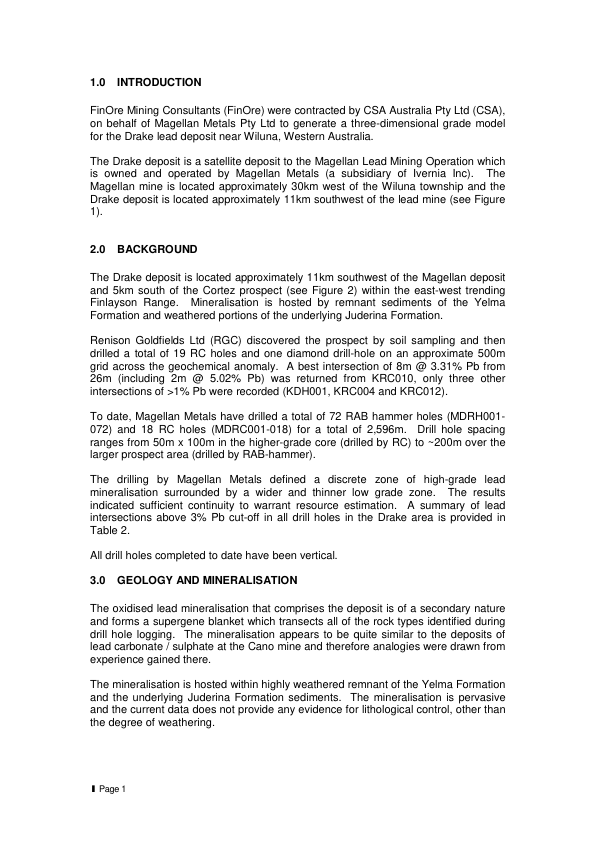 1.0 INTRODUCTION
FinOre Mining Consultants (FinOre) were contracted by CSA Australia Pty Ltd (CSA),
on behalf of Magellan Metals Pty Ltd to generate a three-dimensional grade model
for the Drake lead deposit near Wiluna, Western Australia.
The Drake deposit is a satellite deposit to the Magellan Lead Mining Operation which
is owned and operated by Magellan Metals (a subsidiary of Ivernia Inc). The
Magellan mine is located approximately 30km west of the Wiluna township and the
Drake deposit is located approximately 11km southwest of the lead mine (see Figure
1).
2.0 BACKGROUND
The Drake deposit is located approximately 11km southwest of the Magellan deposit
and 5km south of the Cortez prospect (see Figure 2) within the east-west trending
Finlayson Range. Mineralisation is hosted by remnant sediments of the Yelma
Formation and weathered portions of the underlying Juderina Formation.
Renison Goldfields Ltd (RGC) discovered the prospect by soil sampling and then
drilled a total of 19 RC holes and one diamond drill-hole on an approximate 500m
grid across the geochemical anomaly. A best intersection of 8m @ 3.31% Pb from
26m (including 2m @ 5.02% Pb) was returned from KRC010, only three other
intersections of >1% Pb were recorded (KDH001, KRC004 and KRC012).
To date, Magellan Metals have drilled a total of 72 RAB hammer holes (MDRH001-
072) and 18 RC holes (MDRC001-018) for a total of 2,596m. Drill hole spacing
ranges from 50m x 100m in the higher-grade core (drilled by RC) to ~200m over the
larger prospect area (drilled by RAB-hammer).
The drilling by Magellan Metals defined a discrete zone of high-grade lead
mineralisation surrounded by a wider and thinner low grade zone. The results
indicated sufficient continuity to warrant resource estimation. A summary of lead
intersections above 3% Pb cut-off in all drill holes in the Drake area is provided in
Table 2.
All drill holes completed to date have been vertical.
3.0 GEOLOGY AND MINERALISATION
The oxidised lead mineralisation that comprises the deposit is of a secondary nature
and forms a supergene blanket which transects all of the rock types identified during
drill hole logging. The mineralisation appears to be quite similar to the deposits of
lead carbonate / sulphate at the Cano mine and therefore analogies were drawn from
experience gained there.
The mineralisation is hosted within highly weathered remnant of the Yelma Formation
and the underlying Juderina Formation sediments. The mineralisation is pervasive
and the current data does not provide any evidence for lithological control, other than
the degree of weathering.
Page 1